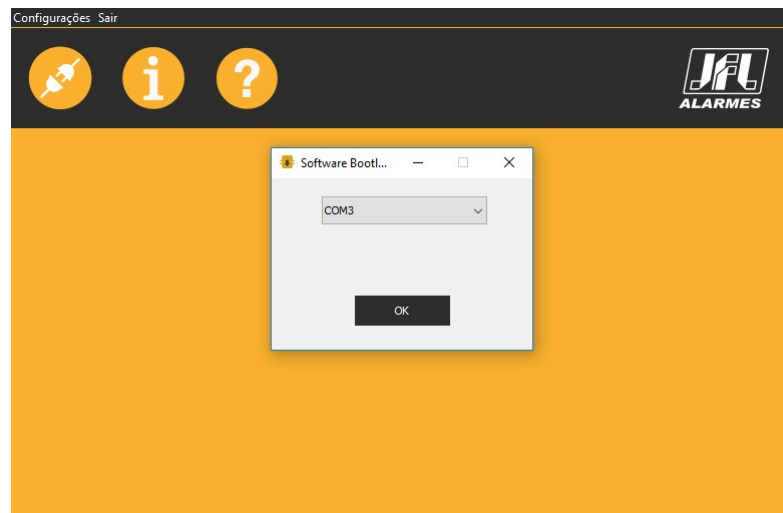 Configurações Sair
JFL
ALARMES
Software Bootl...
COM3
OK